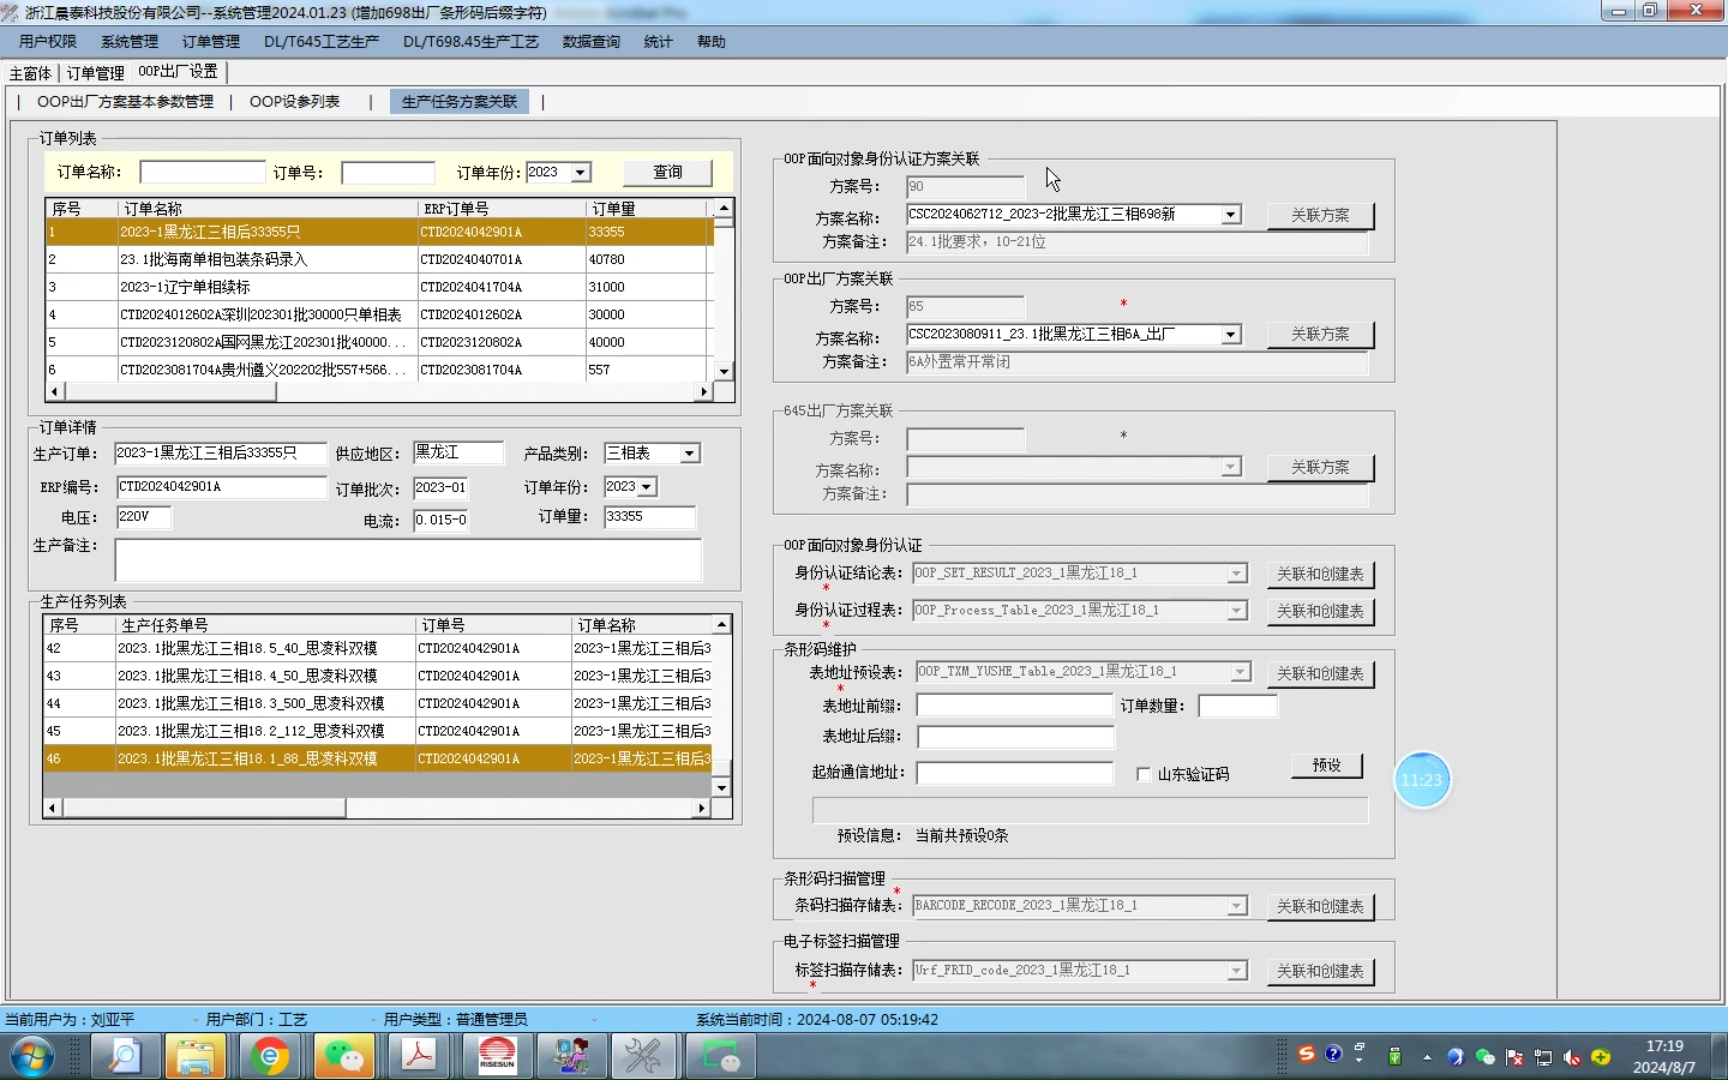 浙江晨泰科技股份有限公司--系统管理2024.01.23 (增加698出厂条形码后缀字符)
用户权限 系统管理 订单管理 DL/T645工艺生产 DL/T698.45生产工艺 数据查询 统计 帮助
主窗体 | 订单管理 OOP出厂设置
| OOP出厂方案基本参数管理 | OOP设参列表 | 生产任务方案关联 |
订单列表
订单名称： 订单号： 订单年份： 2023 查询
序号 订单名称 ERP订单号 订单量
1 2023-1黑龙江三相后33355只 CTD2024042901A 33355
2 23.1批海南单相包装条码录入 CTD2024040701A 40780
3 2023-1辽宁单相续标 CTD2024041704A 31000
4 CTD2024012602A深圳202301批30000只单相表 CTD2024012602A 30000
5 CTD2023120802A国网黑龙江202301批40000... CTD2023120802A 40000
6 CTD2023081704A贵州遵义202202批557+566... CTD2023081704A 557
订单详情
生产订单： 2023-1黑龙江三相后33355只 供应地区： 黑龙江 产品类别： 三相表
ERP编号： CTD2024042901A 订单批次： 2023-01 订单年份： 2023
电压： 220V 电流： 0.015-0 订单量： 33355
生产备注：
生产任务列表
序号 生产任务单号 订单号 订单名称
42 2023.1批黑龙江三相18.5_40_思凌科双模 CTD2024042901A 2023-1黑龙江三相后3
43 2023.1批黑龙江三相18.4_50_思凌科双模 CTD2024042901A 2023-1黑龙江三相后3
44 2023.1批黑龙江三相18.3_500_思凌科双模 CTD2024042901A 2023-1黑龙江三相后3
45 2023.1批黑龙江三相18.2_112_思凌科双模 CTD2024042901A 2023-1黑龙江三相后3
46 2023.1批黑龙江三相18.1_88_思凌科双模 CTD2024042901A 2023-1黑龙江三相后3
OOP面向对象身份认证方案关联
方案号： 90
方案名称： CSC2024062712_2023-2批黑龙江三相698新 关联方案
方案备注： 24.1批要求，10-21位
OOP出厂方案关联
方案号： 65 *
方案名称： CSC2023080911_23.1批黑龙江三相6A_出厂 关联方案
方案备注： 6A外置常开常闭
645出厂方案关联
方案号： *
方案名称： 关联方案
方案备注：
OOP面向对象身份认证
身份认证结论表： OOP_SET_RESULT_2023_1黑龙江18_1 关联和创建表
*
身份认证过程表： OOP_Process_Table_2023_1黑龙江18_1 关联和创建表
*
条形码维护
表地址预设表： OOP_TXM_YUSHE_Table_2023_1黑龙江18_1 关联和创建表
*
表地址前缀： 订单数量：
表地址后缀：
起始通信地址： 山东验证码 预设
11:23
预设信息： 当前共预设0条
条形码扫描管理
*
条码扫描存储表： BARCODE_RECODE_2023_1黑龙江18_1 关联和创建表
电子标签扫描管理
标签扫描存储表： Urf_FRID_code_2023_1黑龙江18_1 关联和创建表
*
当前用户为：刘亚平 用户部门：工艺 用户类型：普通管理员 系统当前时间：2024-08-07 05:19:42
RISESUN
17:19
2024/8/7